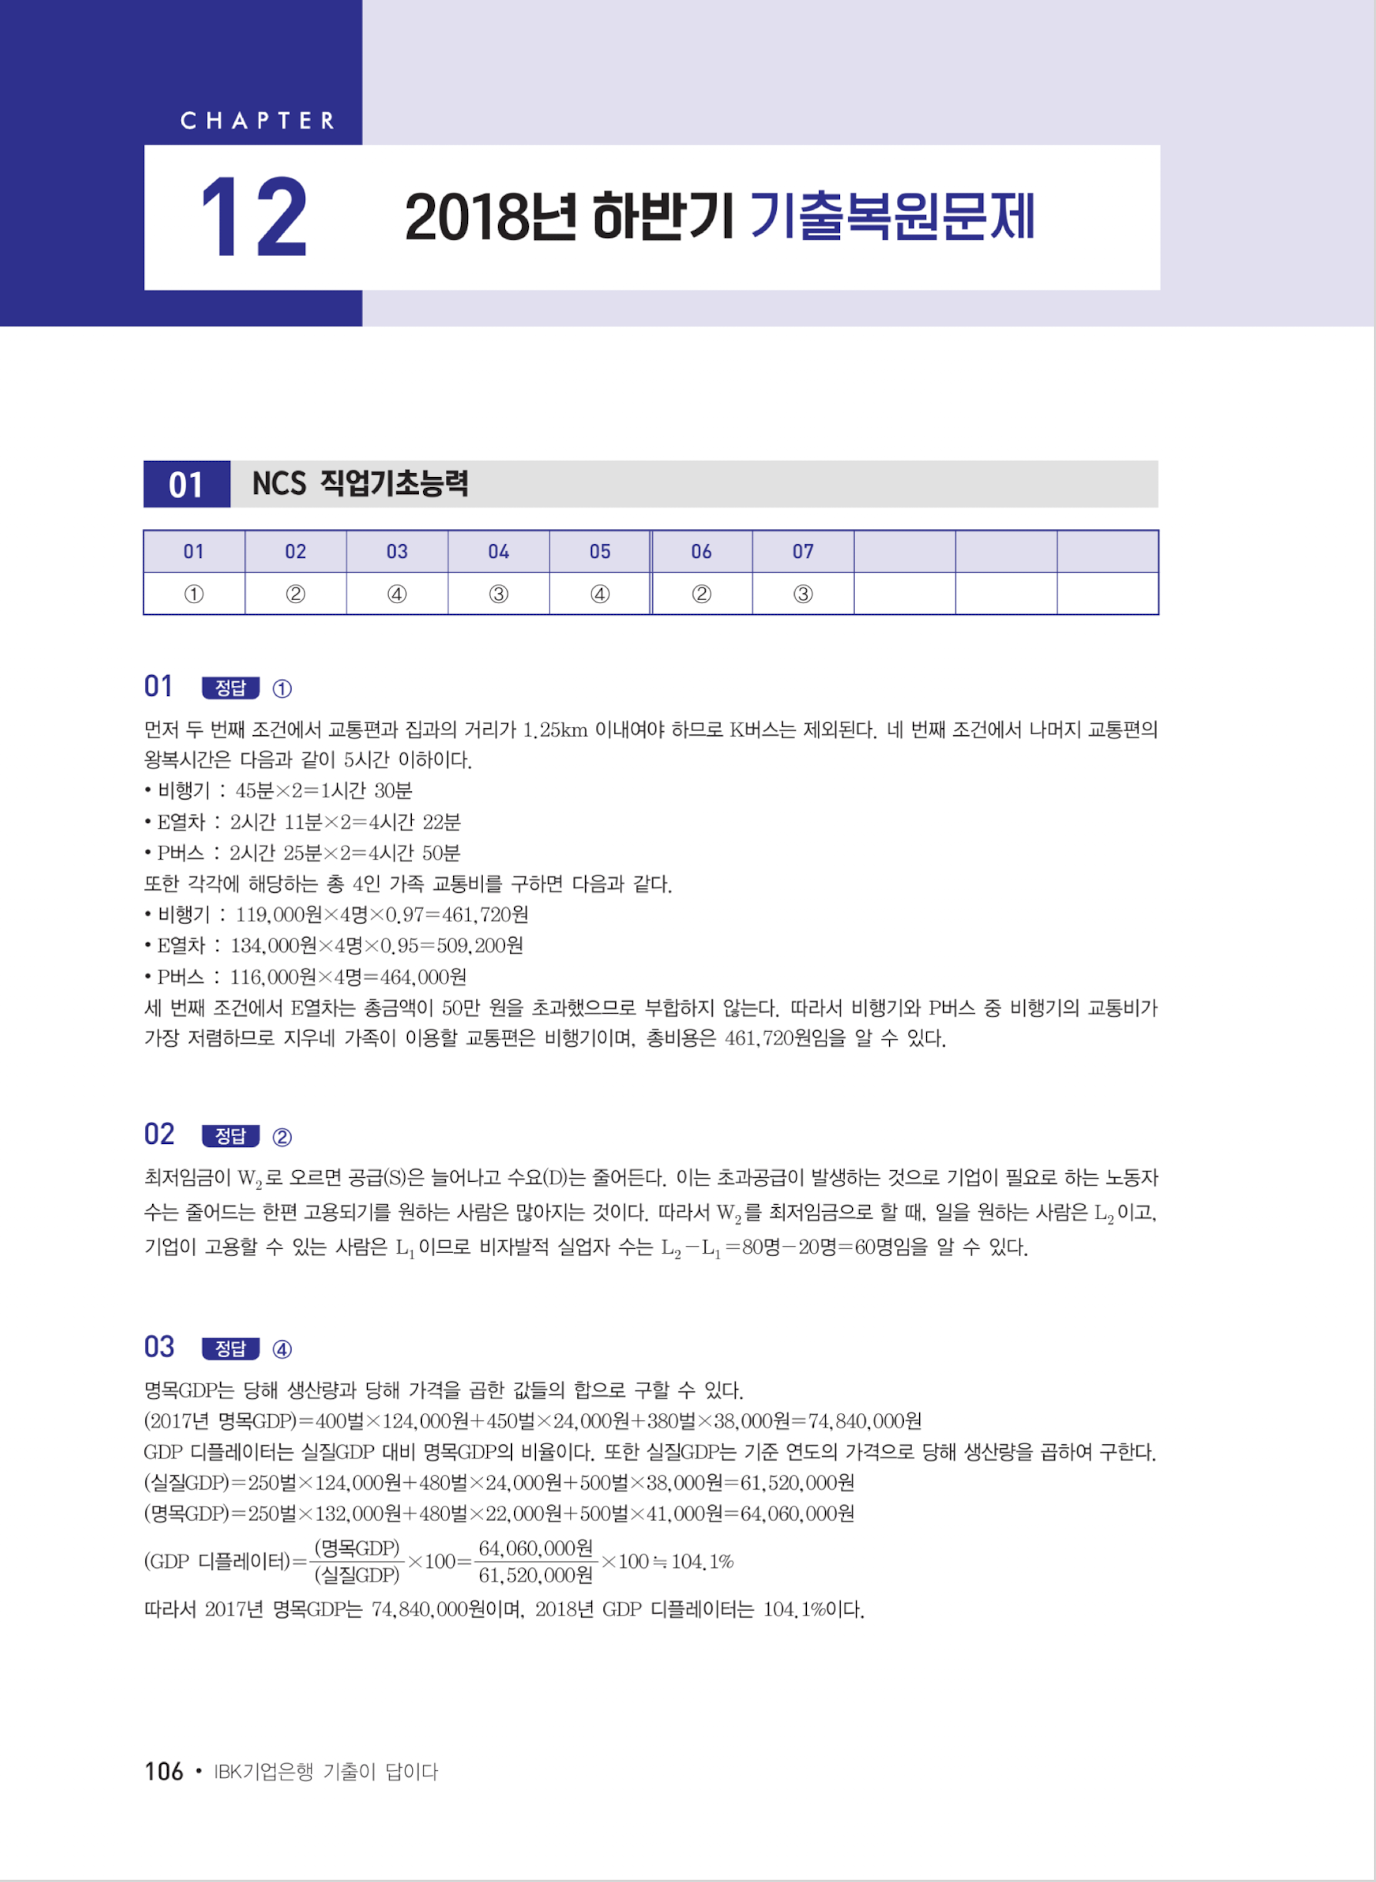 CHAPTER
12
2018년 하반기 기출복원문제
01 NCS 직업기초능력
01 02 03 04 05 06 07
① ② ④ ③ ④ ② ③
01 정답 ①
먼저 두 번째 조건에서 교통편과 집과의 거리가 1.25km 이내여야 하므로 K버스는 제외된다. 네 번째 조건에서 나머지 교통편의
왕복시간은 다음과 같이 5시간 이하이다.
• 비행기 : 45분×2=1시간 30분
• E열차 : 2시간 11분×2=4시간 22분
• P버스 : 2시간 25분×2=4시간 50분
또한 각각에 해당하는 총 4인 가족 교통비를 구하면 다음과 같다.
• 비행기 : 119,000원×4명×0.97=461,720원
• E열차 : 134,000원×4명×0.95=509,200원
• P버스 : 116,000원×4명=464,000원
세 번째 조건에서 E열차는 총금액이 50만 원을 초과했으므로 부합하지 않는다. 따라서 비행기와 P버스 중 비행기의 교통비가
가장 저렴하므로 지우네 가족이 이용할 교통편은 비행기이며, 총비용은 461,720원임을 알 수 있다.
02 정답 ②
최저임금이 W₂로 오르면 공급(S)은 늘어나고 수요(D)는 줄어든다. 이는 초과공급이 발생하는 것으로 기업이 필요로 하는 노동자
수는 줄어드는 한편 고용되기를 원하는 사람은 많아지는 것이다. 따라서 W₂를 최저임금으로 할 때, 일을 원하는 사람은 L₂이고,
기업이 고용할 수 있는 사람은 L₁이므로 비자발적 실업자 수는 L₂-L₁=80명-20명=60명임을 알 수 있다.
03 정답 ④
명목GDP는 당해 생산량과 당해 가격을 곱한 값들의 합으로 구할 수 있다.
(2017년 명목GDP)=400벌×124,000원+450벌×24,000원+380벌×38,000원=74,840,000원
GDP 디플레이터는 실질GDP 대비 명목GDP의 비율이다. 또한 실질GDP는 기준 연도의 가격으로 당해 생산량을 곱하여 구한다.
(실질GDP)=250벌×124,000원+480벌×24,000원+500벌×38,000원=61,520,000원
(명목GDP)=250벌×132,000원+480벌×22,000원+500벌×41,000원=64,060,000원
(GDP 디플레이터)=(명목GDP)/(실질GDP)×100=64,060,000원/61,520,000원×100≒104.1%
따라서 2017년 명목GDP는 74,840,000원이며, 2018년 GDP 디플레이터는 104.1%이다.
106 • IBK기업은행 기출이 답이다